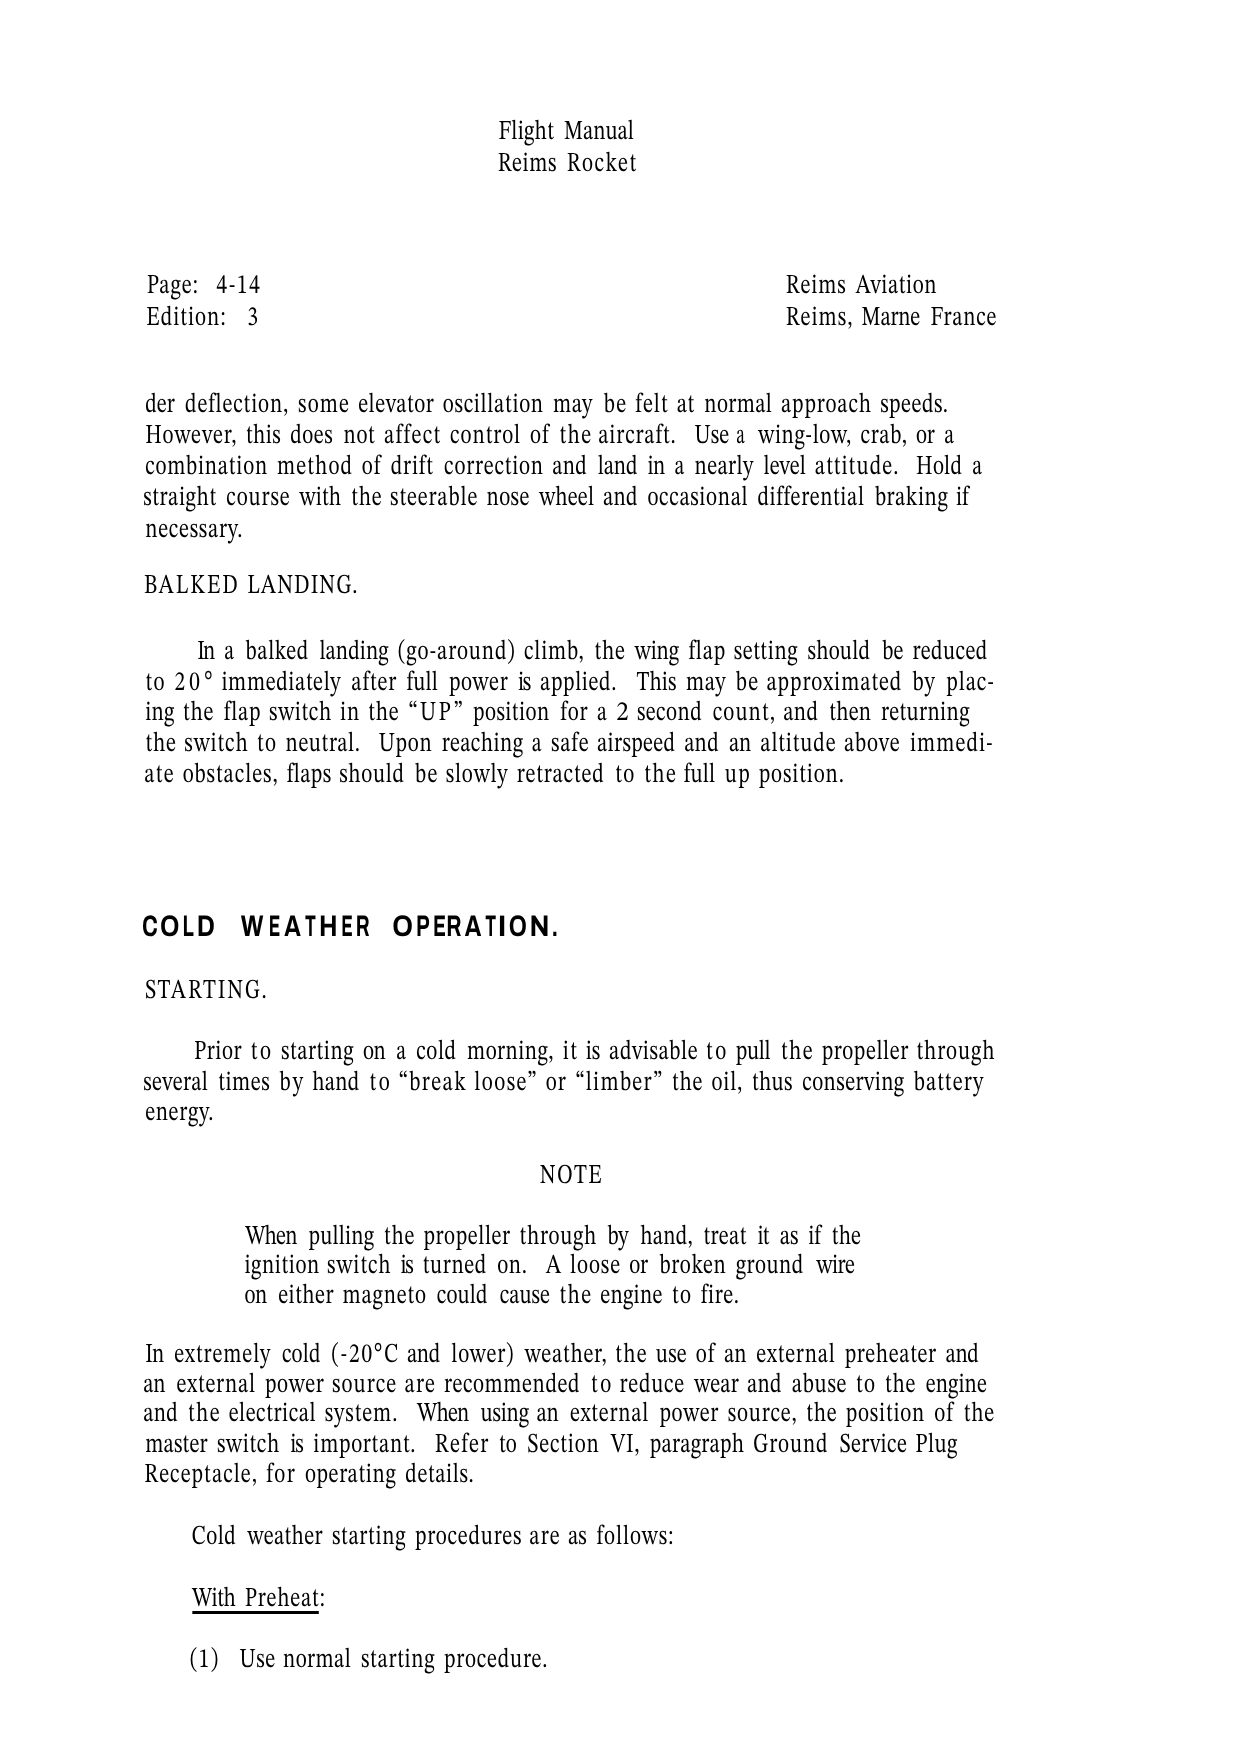 Flight Manual
Reims Rocket
Page: 4-14
Edition: 3
Reims Aviation
Reims, Marne France
der deflection, some elevator oscillation may be felt at normal approach speeds.
However, this does not affect control of the aircraft. Use a wing-low, crab, or a
combination method of drift correction and land in a nearly level attitude. Hold a
straight course with the steerable nose wheel and occasional differential braking if
necessary.
BALKED LANDING.
In a balked landing (go-around) climb, the wing flap setting should be reduced
to 20° immediately after full power is applied. This may be approximated by plac-
ing the flap switch in the “UP” position for a 2 second count, and then returning
the switch to neutral. Upon reaching a safe airspeed and an altitude above immedi-
ate obstacles, flaps should be slowly retracted to the full up position.
COLD WEATHER OPERATION.
STARTING.
Prior to starting on a cold morning, it is advisable to pull the propeller through
several times by hand to “break loose” or “limber” the oil, thus conserving battery
energy.
NOTE
When pulling the propeller through by hand, treat it as if the
ignition switch is turned on. A loose or broken ground wire
on either magneto could cause the engine to fire.
In extremely cold (-20°C and lower) weather, the use of an external preheater and
an external power source are recommended to reduce wear and abuse to the engine
and the electrical system. When using an external power source, the position of the
master switch is important. Refer to Section VI, paragraph Ground Service Plug
Receptacle, for operating details.
Cold weather starting procedures are as follows:
With Preheat:
(1) Use normal starting procedure.